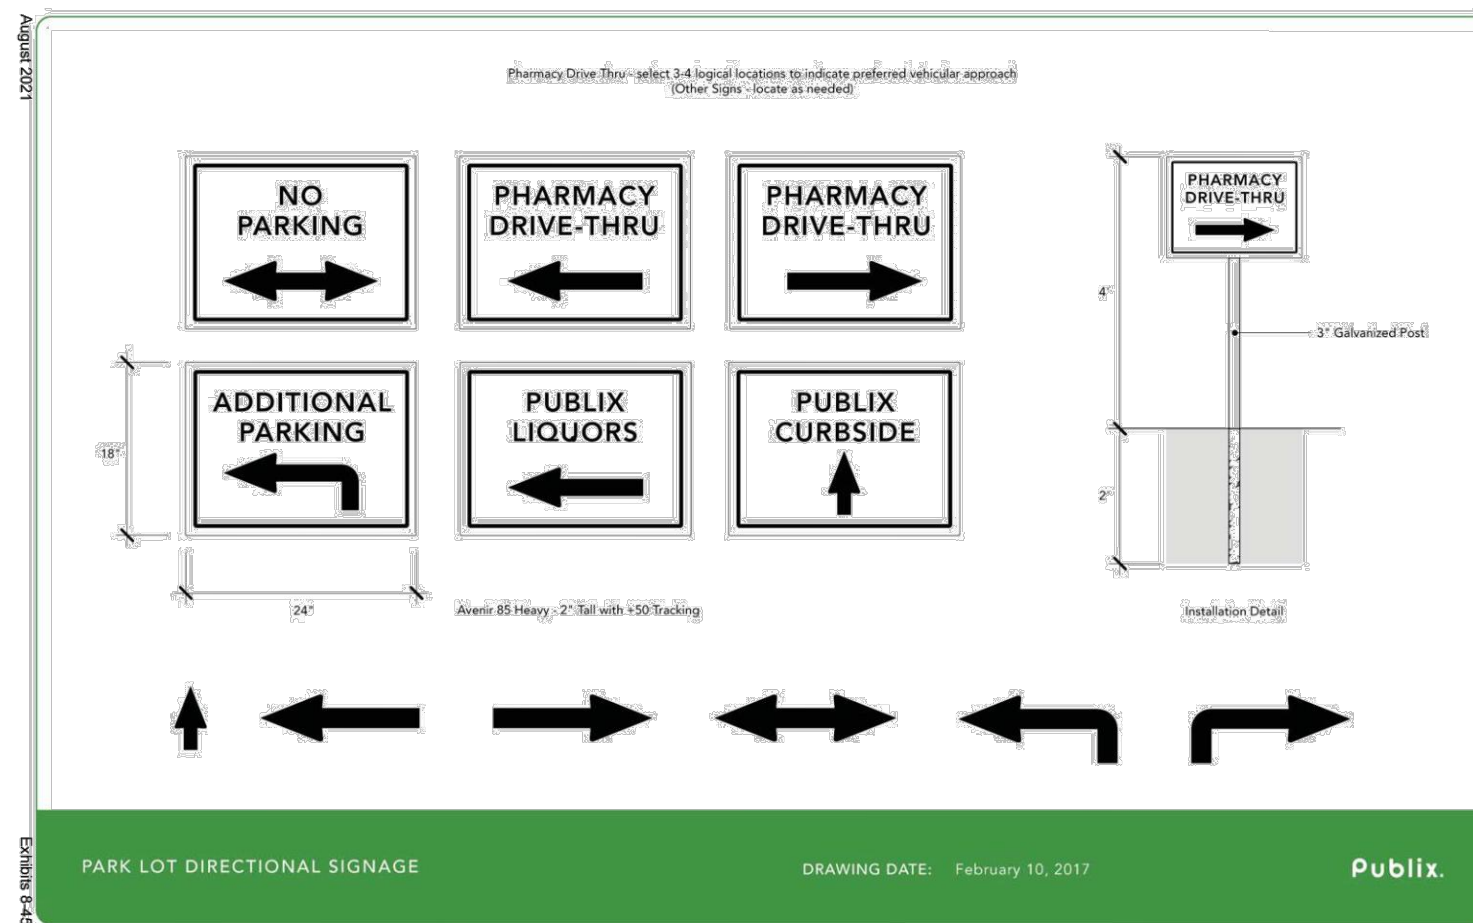 August 2021
Pharmacy Drive Thru - select 3-4 logical locations to indicate preferred vehicular approach
(Other Signs - locate as needed)
NO
PARKING
PHARMACY
DRIVE-THRU
PHARMACY
DRIVE-THRU
PHARMACY
DRIVE-THRU
4"
3" Galvanized Post
ADDITIONAL
PARKING
PUBLIX
LIQUORS
PUBLIX
CURBSIDE
18"
2"
24"
Avenir 85 Heavy - 2" Tall with +50 Tracking
Installation Detail
PARK LOT DIRECTIONAL SIGNAGE
DRAWING DATE: February 10, 2017
Publix.
Exhibits 8-45